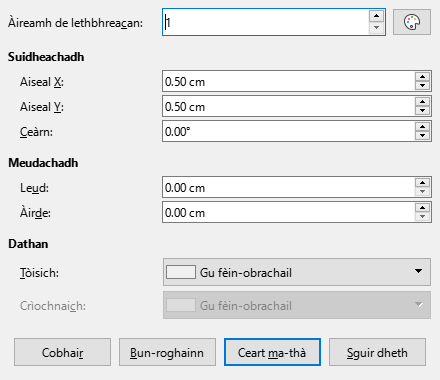 Àireamh de lethbhreacan: 1
Suidheachadh
Aiseal X: 0.50 cm
Aiseal Y: 0.50 cm
Ceàrn: 0.00°
Meudachadh
Leud: 0.00 cm
Àirde: 0.00 cm
Dathan
Tòisich: Gu fèin-obrachail
Crìochnaich: Gu fèin-obrachail
Cobhair Bun-roghainn Ceart ma-thà Sguir dheth